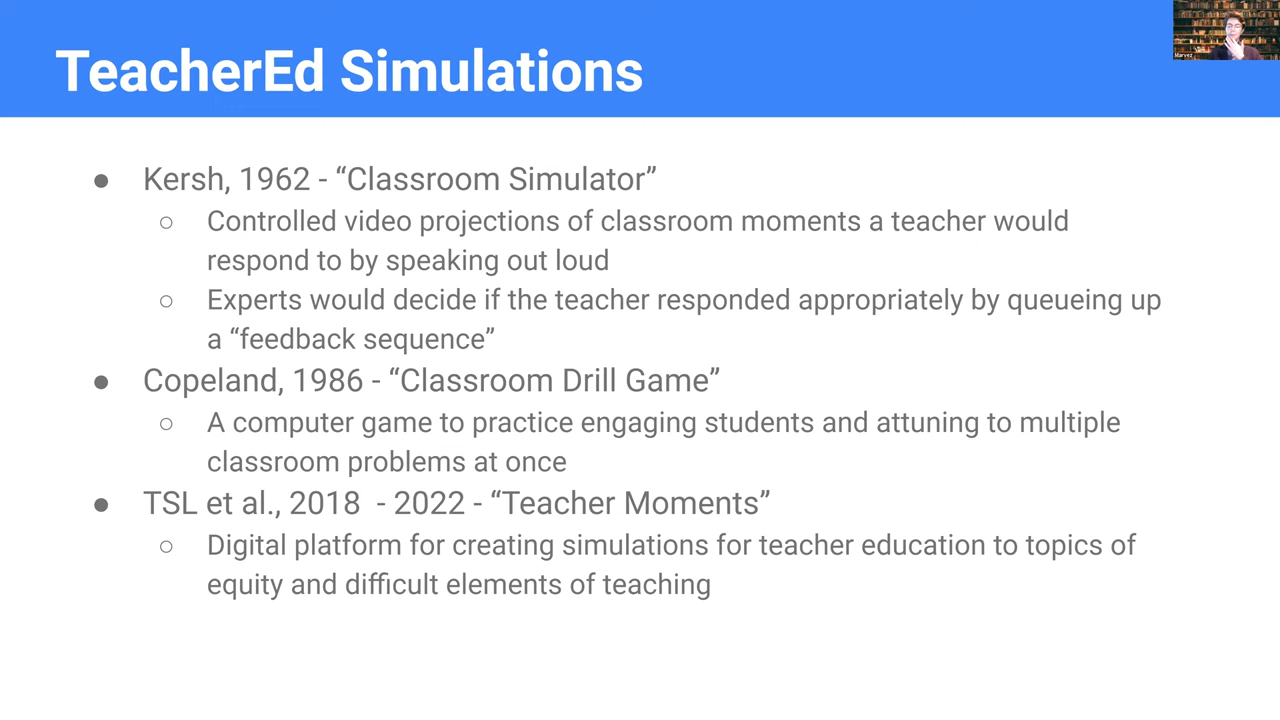 TeacherEd Simulations
Marvez
● Kersh, 1962 - “Classroom Simulator”
○ Controlled video projections of classroom moments a teacher would
respond to by speaking out loud
○ Experts would decide if the teacher responded appropriately by queueing up
a “feedback sequence”
● Copeland, 1986 - “Classroom Drill Game”
○ A computer game to practice engaging students and attuning to multiple
classroom problems at once
● TSL et al., 2018  - 2022 - “Teacher Moments”
○ Digital platform for creating simulations for teacher education to topics of
equity and difficult elements of teaching